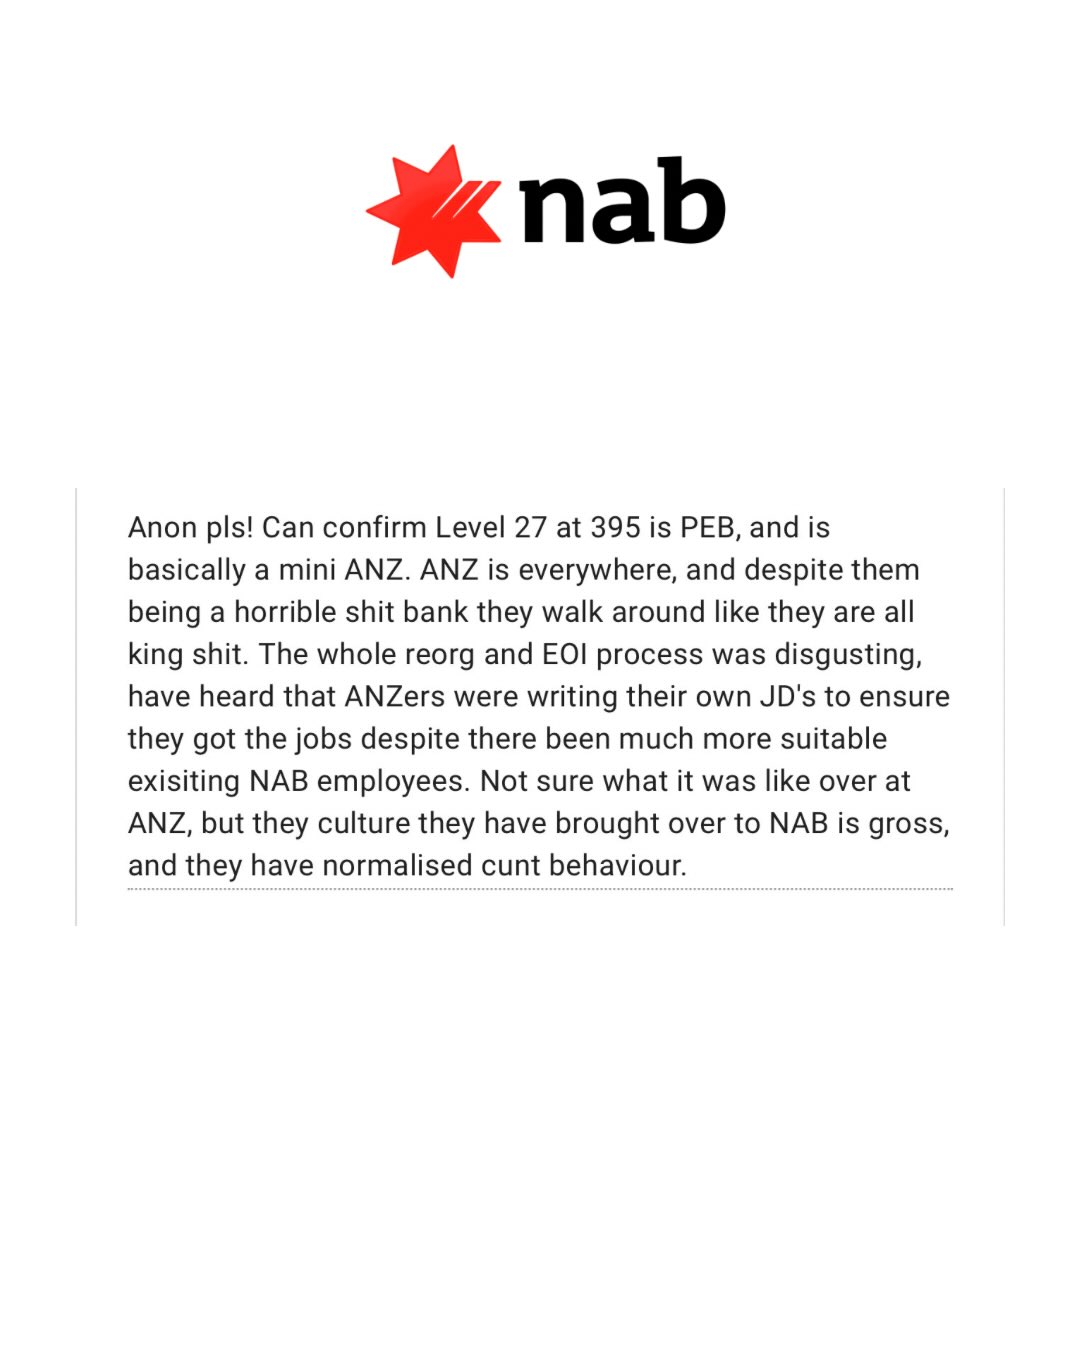 nab
Anon pls! Can confirm Level 27 at 395 is PEB, and is
basically a mini ANZ. ANZ is everywhere, and despite them
being a horrible shit bank they walk around like they are all
king shit. The whole reorg and EOI process was disgusting,
have heard that ANZers were writing their own JD's to ensure
they got the jobs despite there been much more suitable
exisiting NAB employees. Not sure what it was like over at
ANZ, but they culture they have brought over to NAB is gross,
and they have normalised cunt behaviour.